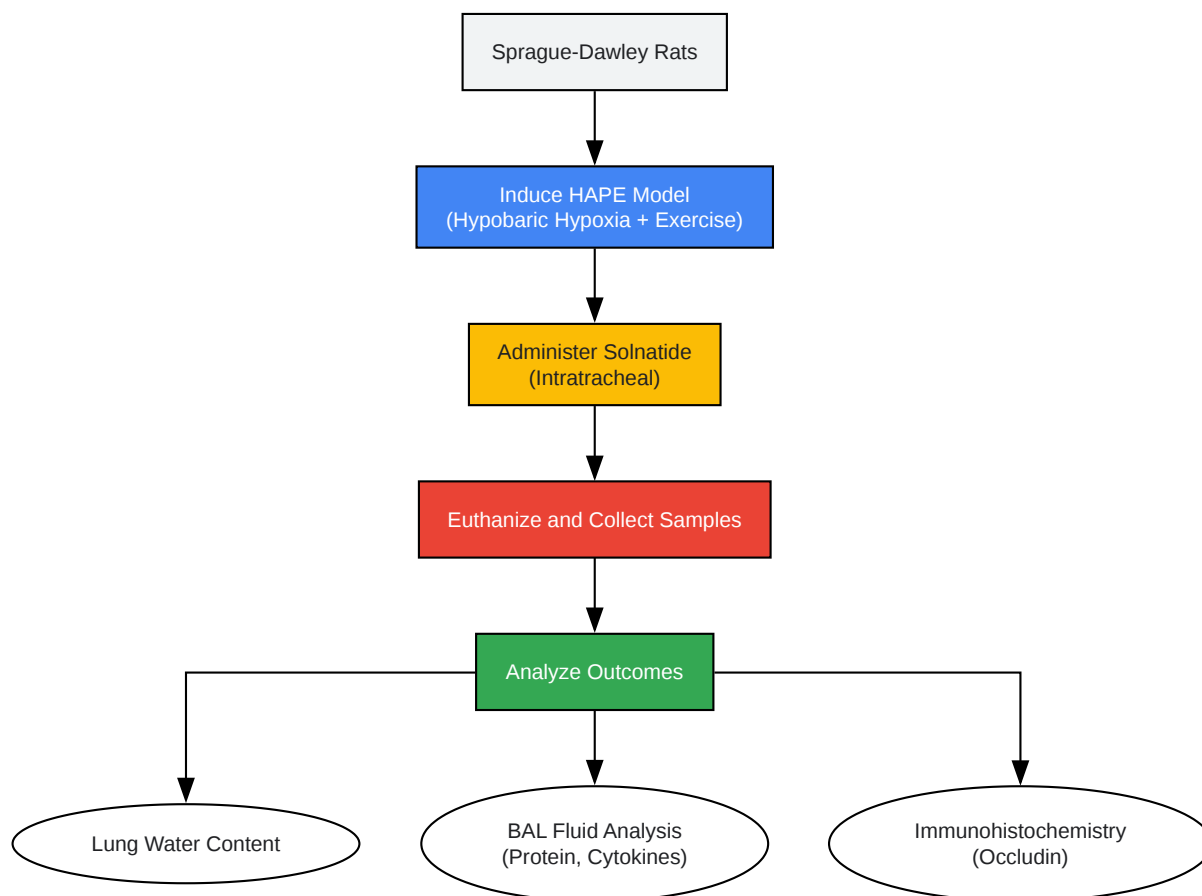 Sprague-Dawley Rats
Induce HAPE Model
(Hypobaric Hypoxia + Exercise)
Administer Solnatide
(Intratracheal)
Euthanize and Collect Samples
Analyze Outcomes
Lung Water Content
BAL Fluid Analysis
(Protein, Cytokines)
Immunohistochemistry
(Occludin)